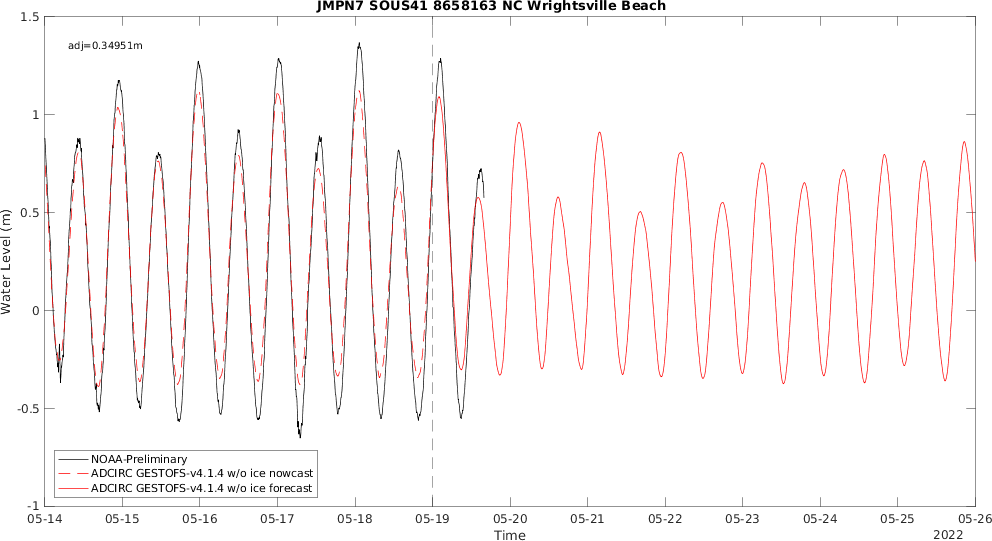 JMPN7 SOUS41 8658163 NC Wrightsville Beach
adj=0.34951m
1.5
1
0.5
0
-0.5
-1
Water Level (m)
NOAA-Preliminary
ADCIRC GESTOFS-v4.1.4 w/o ice nowcast
ADCIRC GESTOFS-v4.1.4 w/o ice forecast
05-14 05-15 05-16 05-17 05-18 05-19 05-20 05-21 05-22 05-23 05-24 05-25 05-26
Time
2022